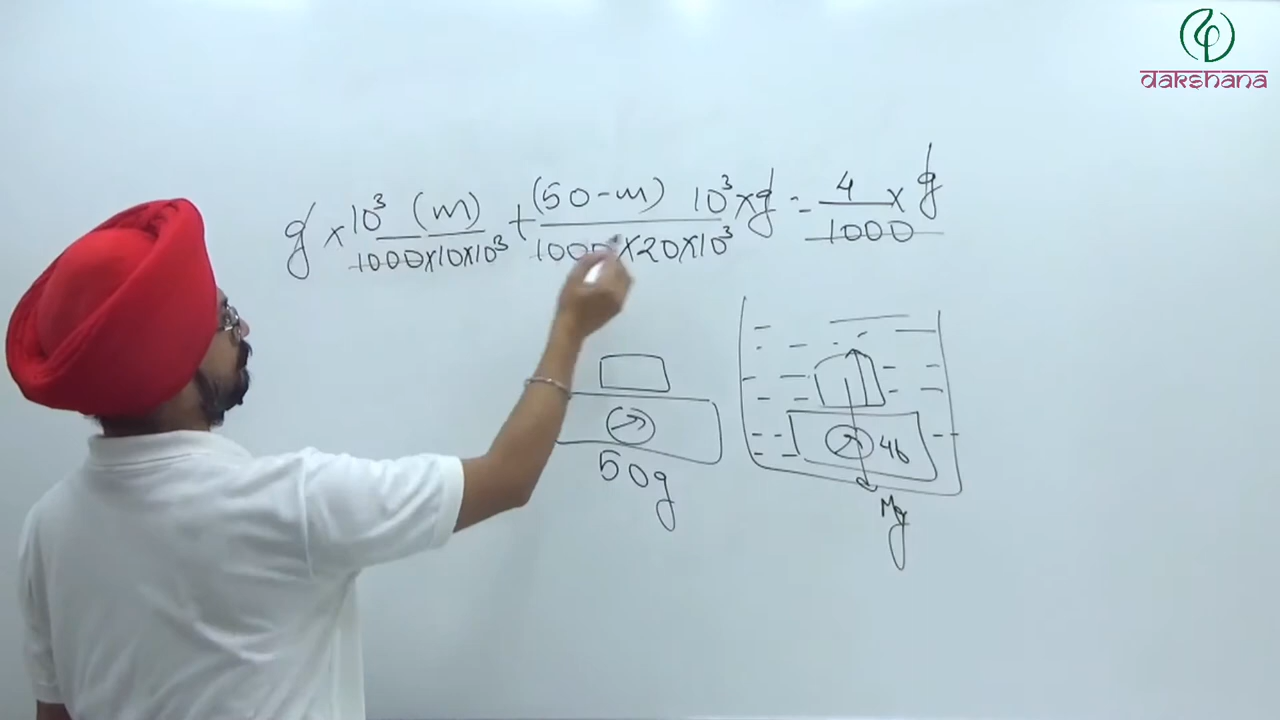 dakshana
g × 10³ (m) / 1000×10×10³ + (50-m) 10³ × g / 1000×20×10³ = 4 / 1000 × g
46
50g
Mg